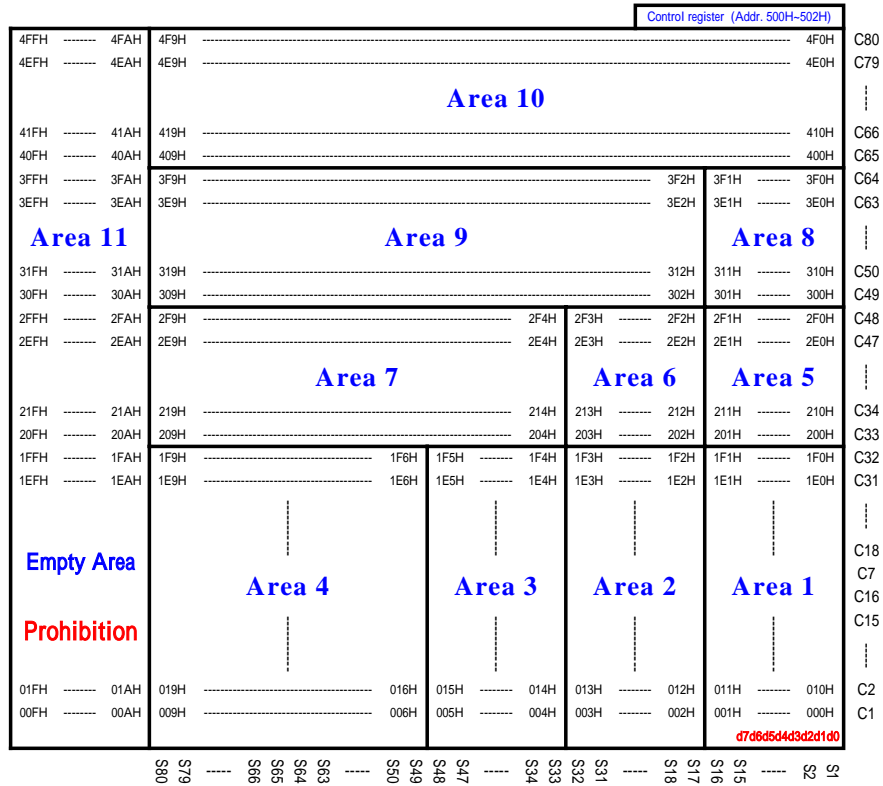 Control register (Addr. 500H~502H)
4FFH -------- 4FAH 4F9H -------- 4F0H C80
4EFH -------- 4EAH 4E9H -------- 4E0H C79
Area 10
41FH -------- 41AH 419H -------- 410H C66
40FH -------- 40AH 409H -------- 400H C65
3FFH -------- 3FAH 3F9H -------- 3F2H 3F1H -------- 3F0H C64
3EFH -------- 3EAH 3E9H -------- 3E2H 3E1H -------- 3E0H C63
Area 11 Area 9 Area 8
31FH -------- 31AH 319H -------- 312H 311H -------- 310H C50
30FH -------- 30AH 309H -------- 302H 301H -------- 300H C49
2FFH -------- 2FAH 2F9H -------- 2F4H 2F3H -------- 2F2H 2F1H -------- 2F0H C48
2EFH -------- 2EAH 2E9H -------- 2E4H 2E3H -------- 2E2H 2E1H -------- 2E0H C47
Area 7 Area 6 Area 5
21FH -------- 21AH 219H -------- 214H 213H -------- 212H 211H -------- 210H C34
20FH -------- 20AH 209H -------- 204H 203H -------- 202H 201H -------- 200H C33
1FFH -------- 1FAH 1F9H -------- 1F6H 1F5H -------- 1F4H 1F3H -------- 1F2H 1F1H -------- 1F0H C32
1EFH -------- 1EAH 1E9H -------- 1E6H 1E5H -------- 1E4H 1E3H -------- 1E2H 1E1H -------- 1E0H C31
C18
Empty Area
C7
Area 4 Area 3 Area 2 Area 1
C16
C15
Prohibition
01FH -------- 01AH 019H -------- 016H 015H -------- 014H 013H -------- 012H 011H -------- 010H C2
00FH -------- 00AH 009H -------- 006H 005H -------- 004H 003H -------- 002H 001H -------- 000H C1
d7d6d5d4d3d2d1d0
S80 S79 ----- S66 S65 S64 S63 ----- S50 S49 S48 S47 ----- S34 S33 S32 S31 ----- S18 S17 S16 S15 ----- S2 S1